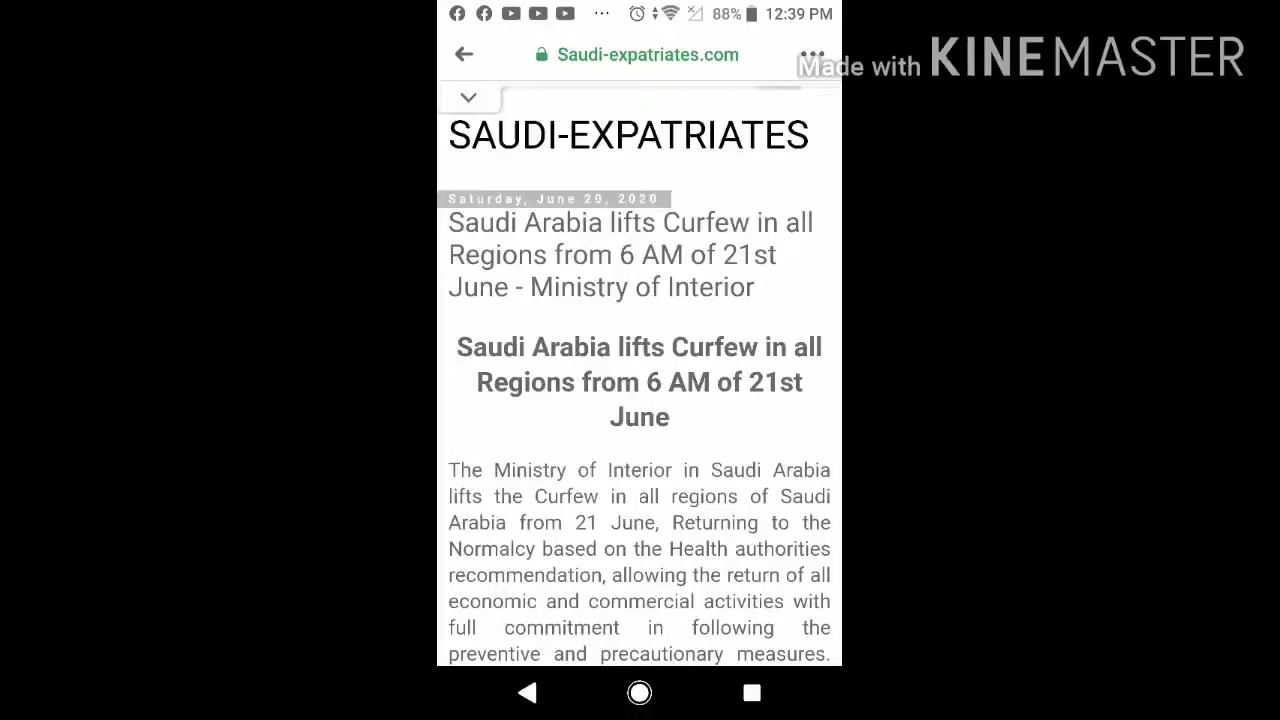 88% 12:39 PM
Saudi-expatriates.com
Made with KINEMASTER
SAUDI-EXPATRIATES
Saturday, June 20, 2020
Saudi Arabia lifts Curfew in all
Regions from 6 AM of 21st
June - Ministry of Interior
Saudi Arabia lifts Curfew in all
Regions from 6 AM of 21st
June
The Ministry of Interior in Saudi Arabia
lifts the Curfew in all regions of Saudi
Arabia from 21 June, Returning to the
Normalcy based on the Health authorities
recommendation, allowing the return of all
economic and commercial activities with
full commitment in following the
preventive and precautionary measures.